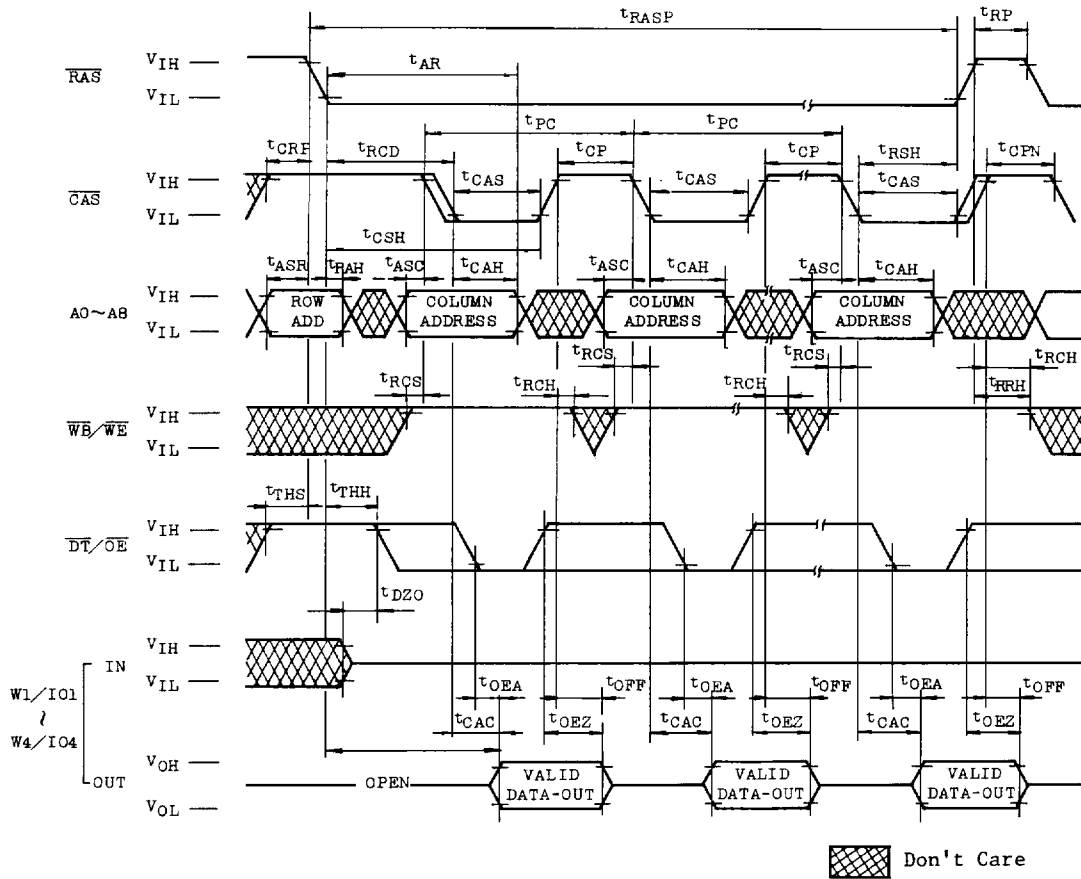 tRASP tRP
RAS VIH
VIL
tAR
tPC tPC
tCRP tRCD tCP tCP tRSH tCPN
CAS VIH
VIL
tCAS tCAS tCAS
tCSH
tASR tRAH tASC tCAH tASC tCAH tASC tCAH
A0~A8 VIH
VIL
ROW ADD
COLUMN ADDRESS
COLUMN ADDRESS
COLUMN ADDRESS
tRCS tRCH tRCS tRCH tRCS tRRH tRCH
WB/WE VIH
VIL
tTHS tTHH
DT/OE VIH
VIL
tDZO
W1/IO1
~
W4/IO4
IN VIH
VIL
tOEA tOFF tOEA tOFF tOEA tOFF
tCAC tOEZ tCAC tOEZ tCAC tOEZ
OUT VOH
VOL
OPEN
VALID DATA-OUT
VALID DATA-OUT
VALID DATA-OUT
Don't Care